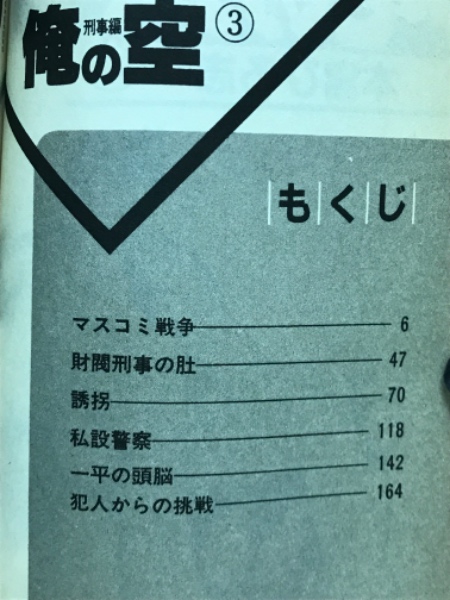 俺の空 刑事編 ③
もくじ
マスコミ戦争 6
財閥刑事の肚 47
誘拐 70
私設警察 118
一平の頭脳 142
犯人からの挑戦 164